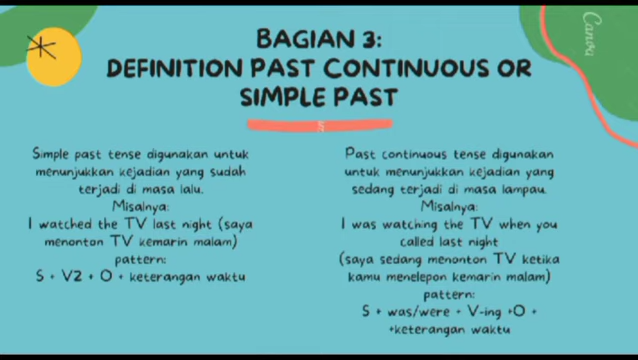 BAGIAN 3:
DEFINITION PAST CONTINUOUS OR
SIMPLE PAST
Canva
Simple past tense digunakan untuk
menunjukkan kejadian yang sudah
terjadi di masa lalu.
Misalnya:
I watched the TV last night (saya
menonton TV kemarin malam)
pattern:
S + V2 + O + keterangan waktu
Past continuous tense digunakan
untuk menunjukkan kejadian yang
sedang terjadi di masa lampau.
Misalnya:
I was watching the TV when you
called last night
(saya sedang menonton TV ketika
kamu menelepon kemarin malam)
pattern:
S + was/were + V-ing +O +
+keterangan waktu